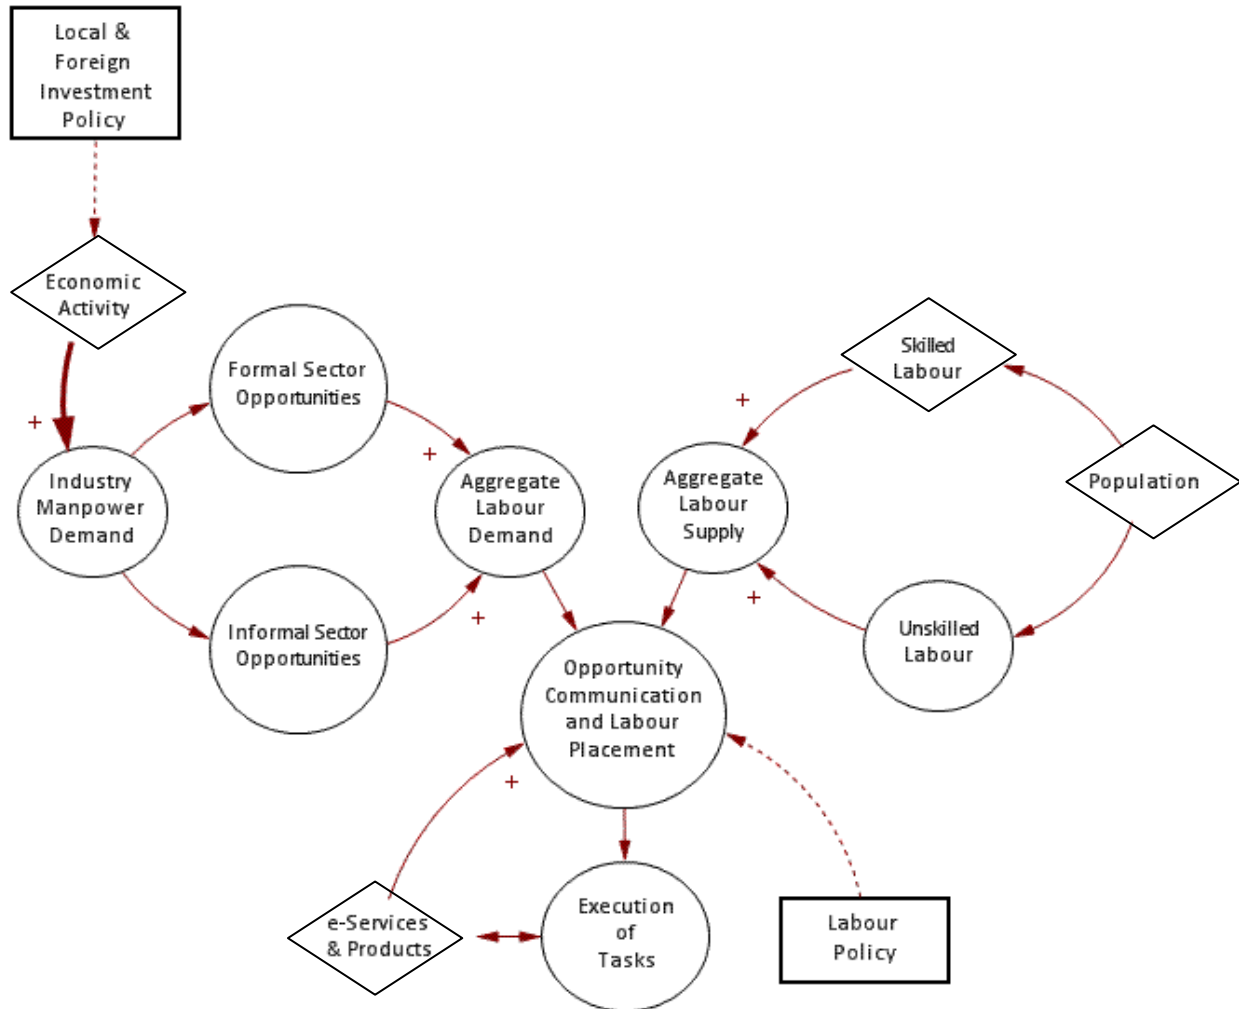 Local &
Foreign
Investment
Policy
Economic
Activity
+
Industry
Manpower
Demand
Formal Sector
Opportunities
Informal Sector
Opportunities
+
+
Aggregate
Labour
Demand
Aggregate
Labour
Supply
+
+
Skilled
Labour
Population
Unskilled
Labour
Opportunity
Communication
and Labour
Placement
+
e-Services
& Products
Execution
of
Tasks
Labour
Policy